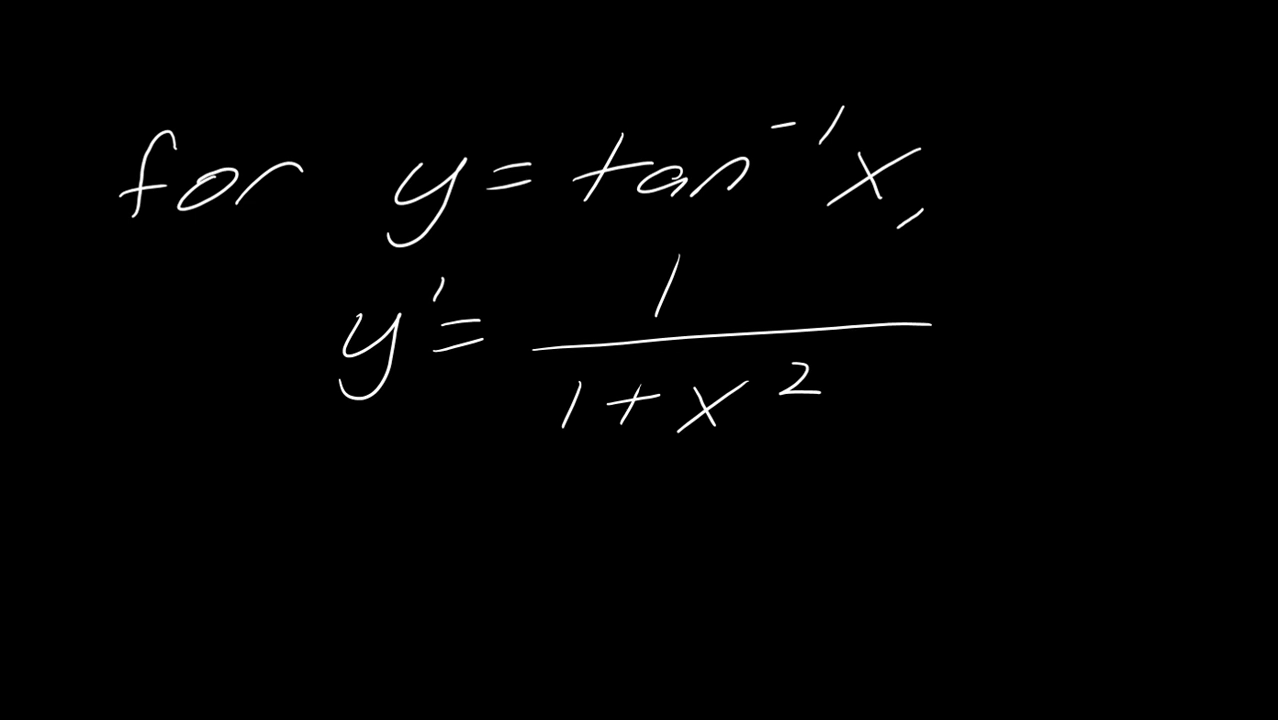 for y = tan⁻¹x,
y' = 1/(1+x²)